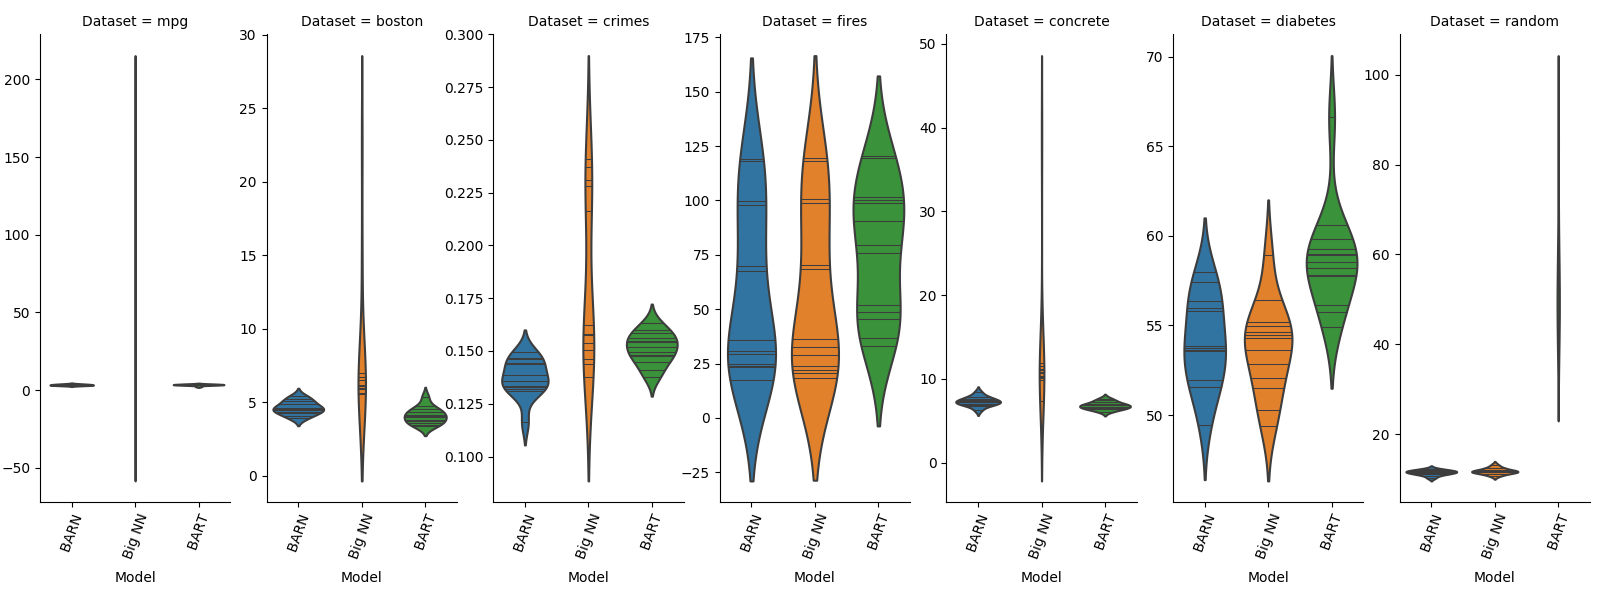 Dataset = mpg
Dataset = boston
Dataset = crimes
Dataset = fires
Dataset = concrete
Dataset = diabetes
Dataset = random
200
150
100
50
0
−50
BARN
Big NN
BART
Model
30
25
20
15
10
5
0
BARN
Big NN
BART
Model
0.300
0.275
0.250
0.225
0.200
0.175
0.150
0.125
0.100
BARN
Big NN
BART
Model
175
150
125
100
75
50
25
0
−25
BARN
Big NN
BART
Model
50
40
30
20
10
0
BARN
Big NN
BART
Model
70
65
60
55
50
BARN
Big NN
BART
Model
100
80
60
40
20
BARN
Big NN
BART
Model